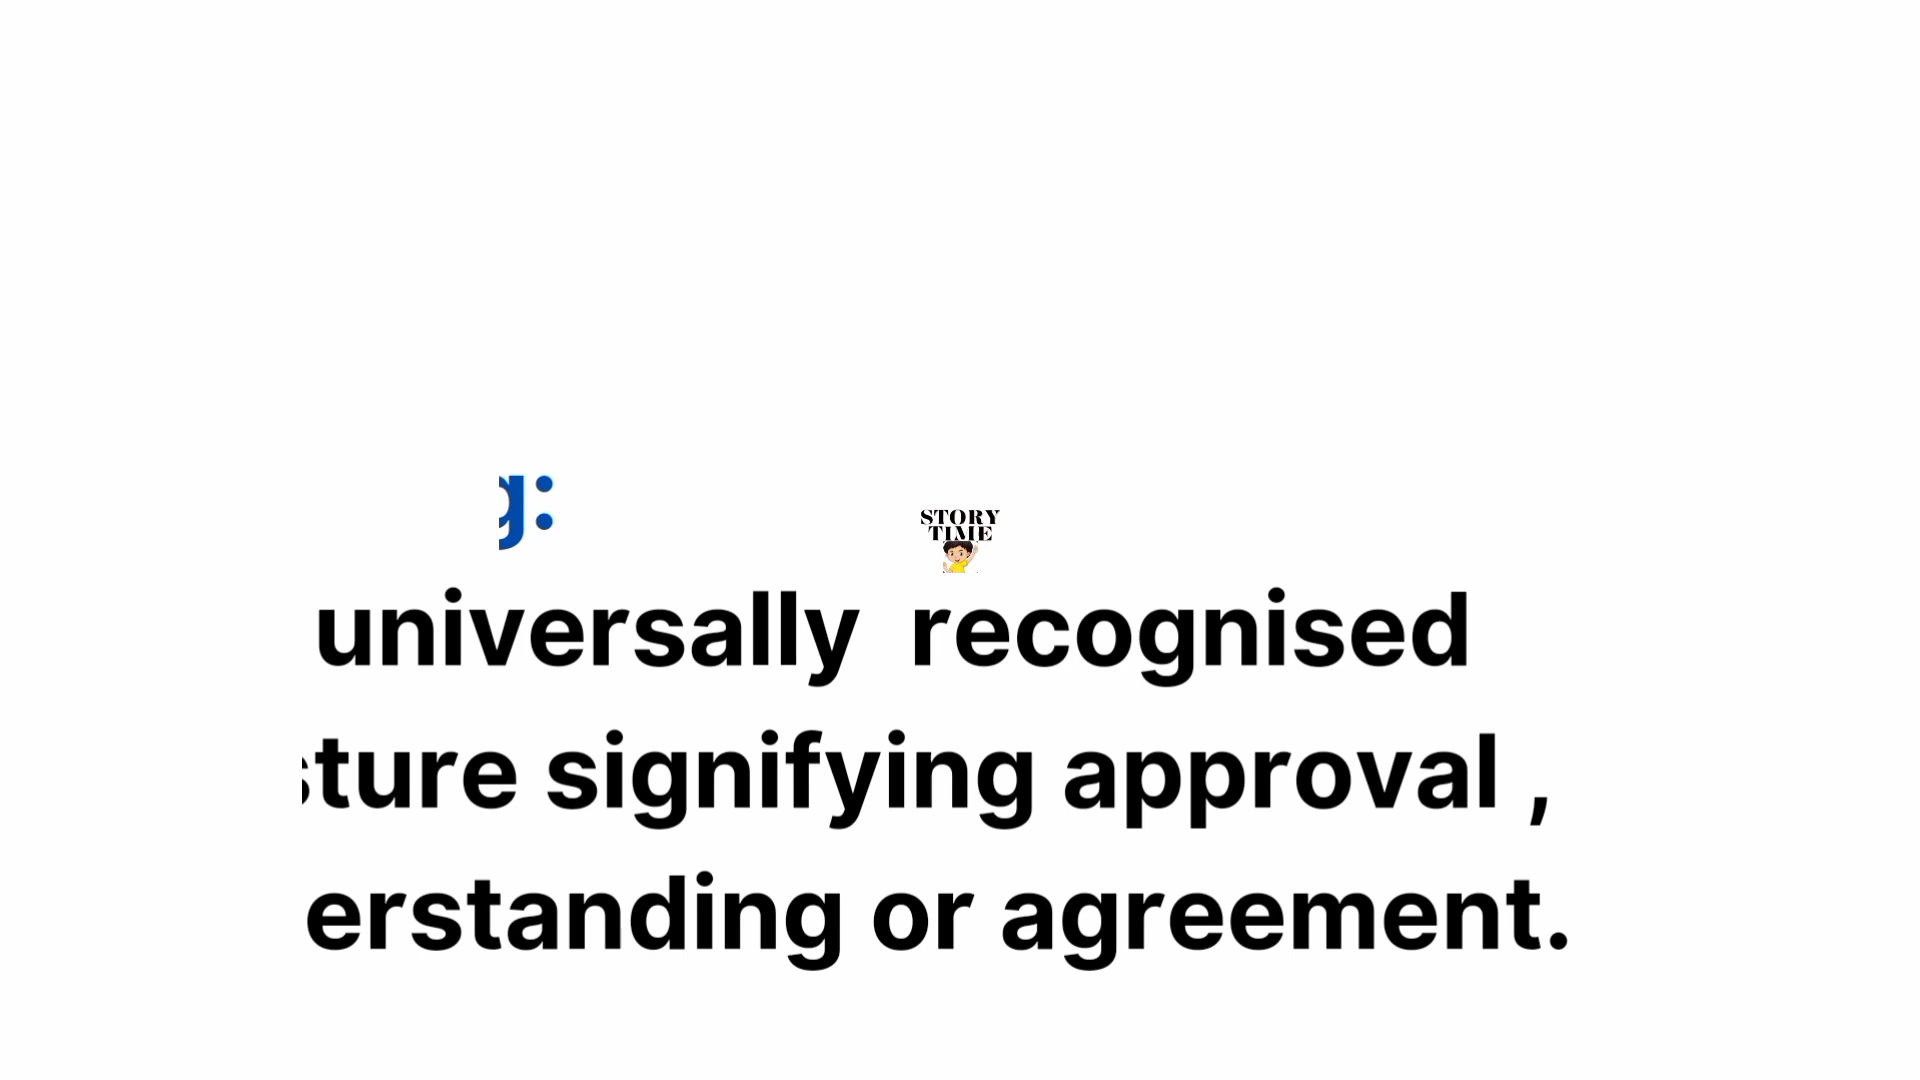 g:
STORY
TIME
universally recognised
sture signifying approval ,
erstanding or agreement.